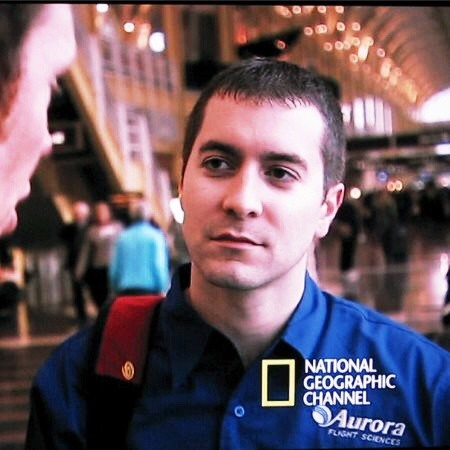 NATIONAL
GEOGRAPHIC
CHANNEL
Aurora
FLIGHT SCIENCES